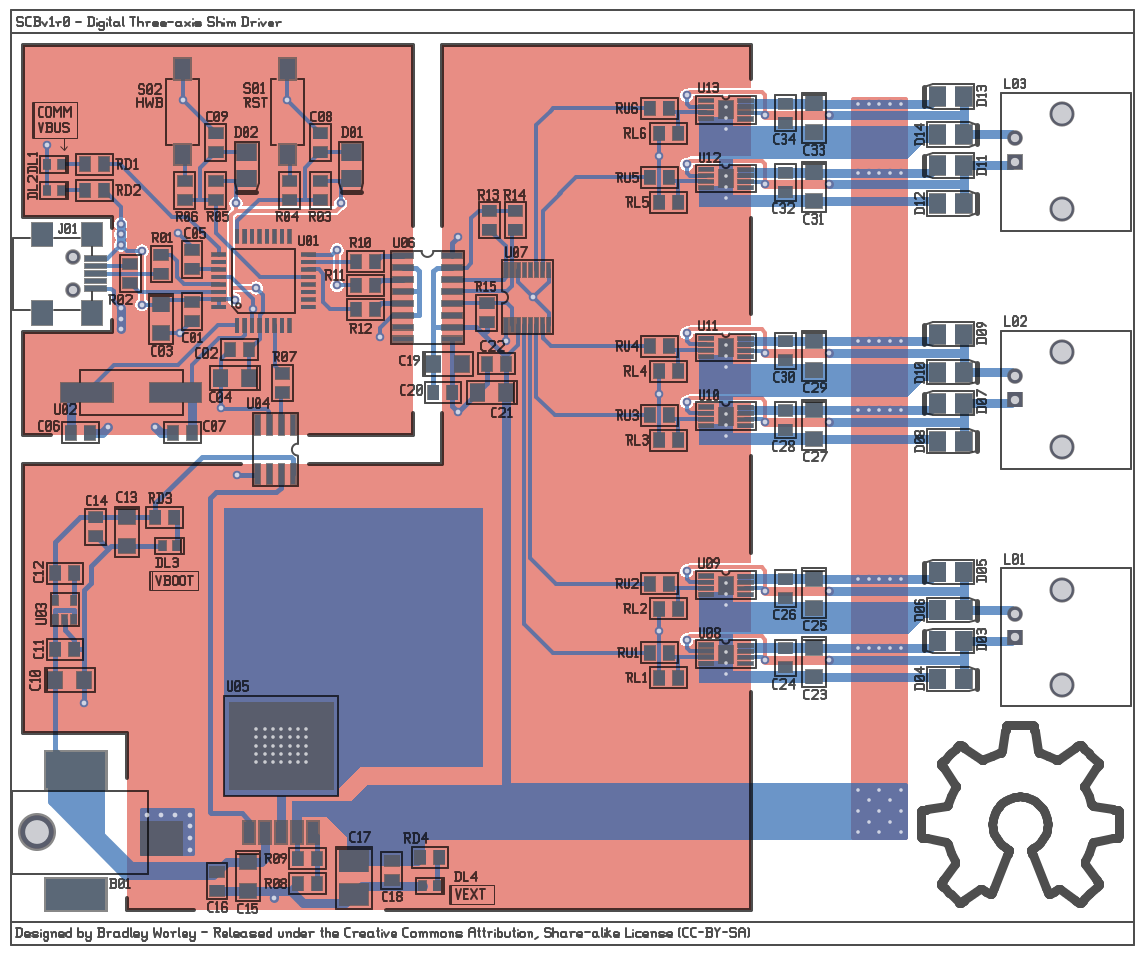 SCBv1r0 - Digital Three-axis Shim Driver
S02
HWB
S01
RST
COMM
VBUS
C09
D02
C08
D01
DL1
RD1
DL2
RD2
R06
R05
R04
R03
R13
R14
J01
R01
C05
U01
R10
U06
U07
R02
R11
R15
C03
C01
R12
C02
R07
C19
C22
C04
C20
C21
U02
U04
C06
C07
U13
RU6
RL6
C34
C33
D13
D14
L03
U12
RU5
RL5
C32
C31
D11
D12
U11
RU4
RL4
C30
C29
D09
D10
L02
U10
RU3
RL3
C28
C27
D07
D08
C14
C13
RD3
DL3
VBOOT
C12
U03
C11
C10
U05
U09
RU2
RL2
C26
C25
D05
D06
L01
U08
RU1
RL1
C24
C23
D03
D04
C17
RD4
R09
R08
DL4
VEXT
C18
C16
C15
B01
Designed by Bradley Worley - Released under the Creative Commons Attribution, Share-alike License (CC-BY-SA)